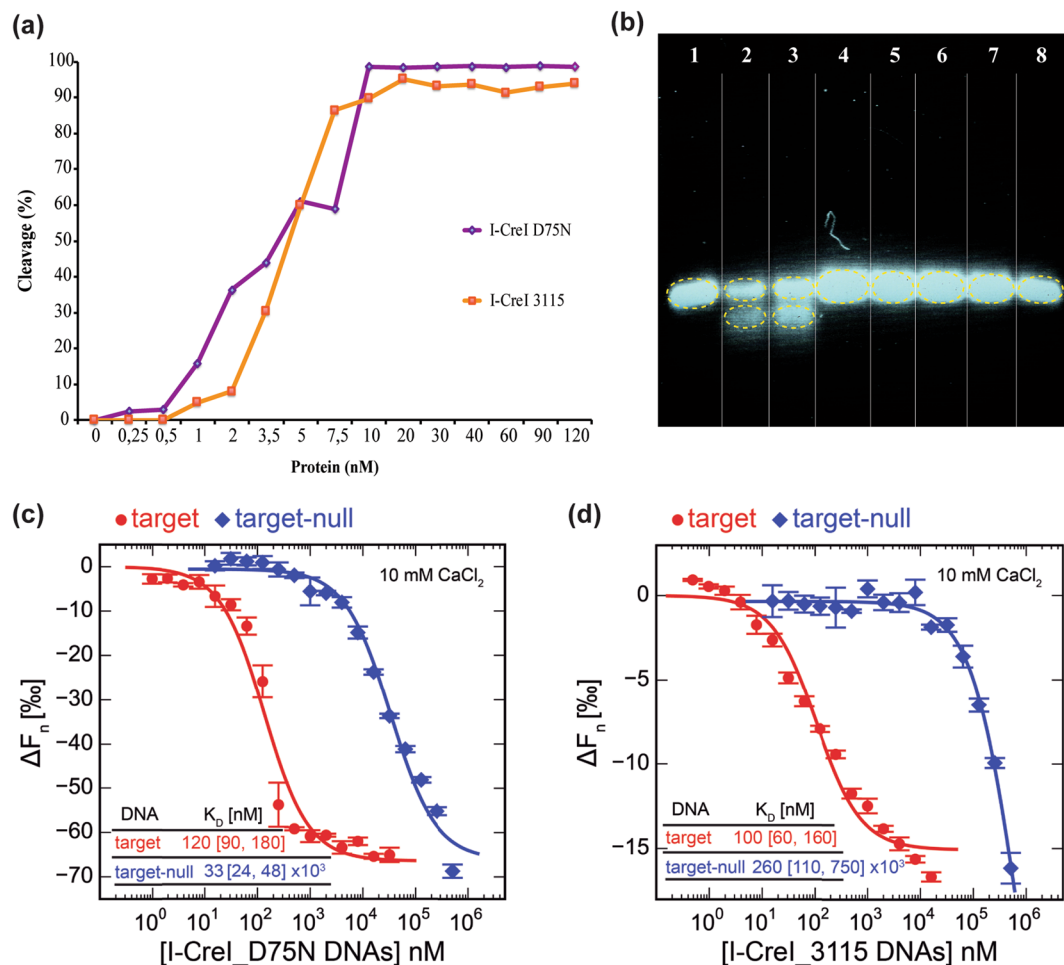 (a)
100
90
80
70
60
50
40
30
20
10
0
Cleavage (%)
0 0,25 0,5 1 2 3,5 5 7,5 10 20 30 40 60 90 120
Protein (nM)
I-CreI D75N
I-CreI 3115
(b)
1 2 3 4 5 6 7 8
(c)
target target-null
10 mM CaCl₂
0
−10
−20
−30
−40
−50
−60
−70
ΔFₙ [‰]
DNA K_D [nM]
target 120 [90, 180]
target-null 33 [24, 48] x10³
10⁰ 10¹ 10² 10³ 10⁴ 10⁵ 10⁶
[I-CreI_D75N DNAs] nM
(d)
target target-null
10 mM CaCl₂
0
−5
−10
−15
ΔFₙ [‰]
DNA K_D [nM]
target 100 [60, 160]
target-null 260 [110, 750] x10³
10⁰ 10¹ 10² 10³ 10⁴ 10⁵ 10⁶
[I-CreI_3115 DNAs] nM